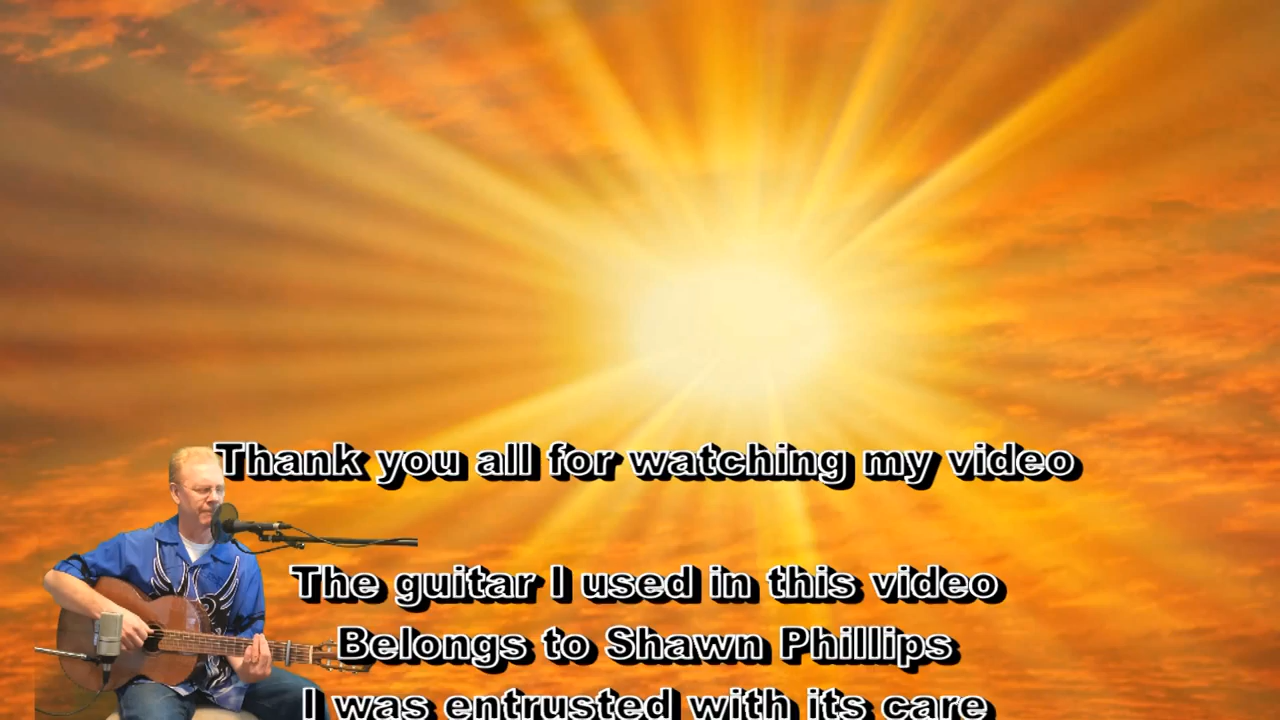 Thank you all for watching my video
The guitar I used in this video
Belongs to Shawn Phillips
I was entrusted with its care